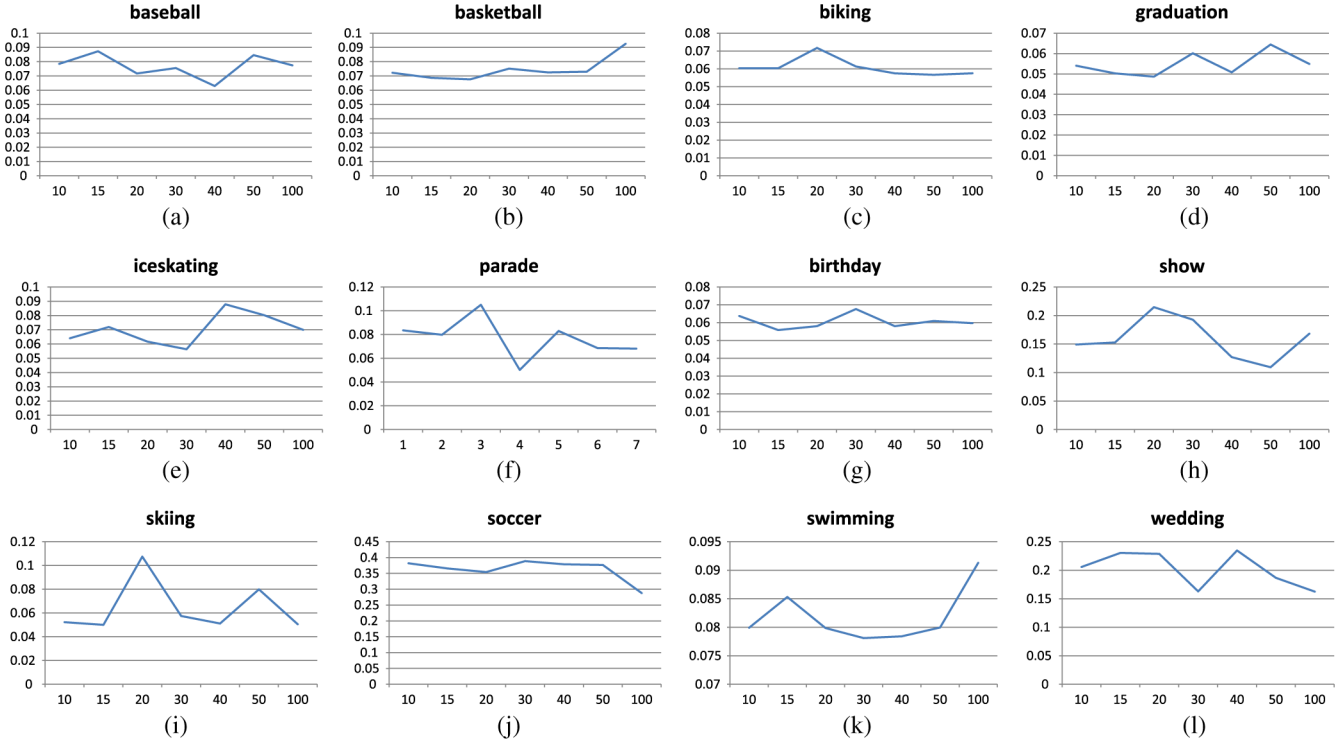 baseball
0.1
0.09
0.08
0.07
0.06
0.05
0.04
0.03
0.02
0.01
0
10 15 20 30 40 50 100
(a)
basketball
0.1
0.09
0.08
0.07
0.06
0.05
0.04
0.03
0.02
0.01
0
10 15 20 30 40 50 100
(b)
biking
0.08
0.07
0.06
0.05
0.04
0.03
0.02
0.01
0
10 15 20 30 40 50 100
(c)
graduation
0.07
0.06
0.05
0.04
0.03
0.02
0.01
0
10 15 20 30 40 50 100
(d)
iceskating
0.1
0.09
0.08
0.07
0.06
0.05
0.04
0.03
0.02
0.01
0
10 15 20 30 40 50 100
(e)
parade
0.12
0.1
0.08
0.06
0.04
0.02
0
1 2 3 4 5 6 7
(f)
birthday
0.08
0.07
0.06
0.05
0.04
0.03
0.02
0.01
0
10 15 20 30 40 50 100
(g)
show
0.25
0.2
0.15
0.1
0.05
0
10 15 20 30 40 50 100
(h)
skiing
0.12
0.1
0.08
0.06
0.04
0.02
0
10 15 20 30 40 50 100
(i)
soccer
0.45
0.4
0.35
0.3
0.25
0.2
0.15
0.1
0.05
0
10 15 20 30 40 50 100
(j)
swimming
0.095
0.09
0.085
0.08
0.075
0.07
10 15 20 30 40 50 100
(k)
wedding
0.25
0.2
0.15
0.1
0.05
0
10 15 20 30 40 50 100
(l)